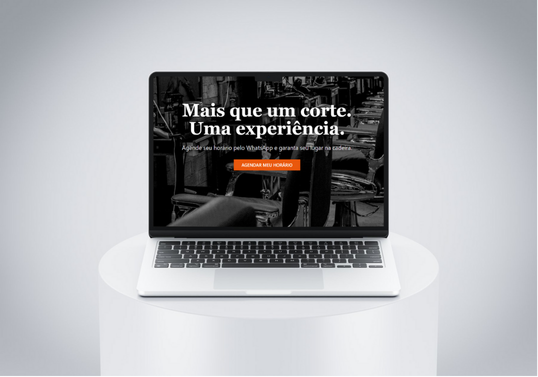 Mais que um corte.
Uma experiência.
Agende seu horário pelo WhatsApp e garanta seu lugar na cadeira.
AGENDAR MEU HORÁRIO